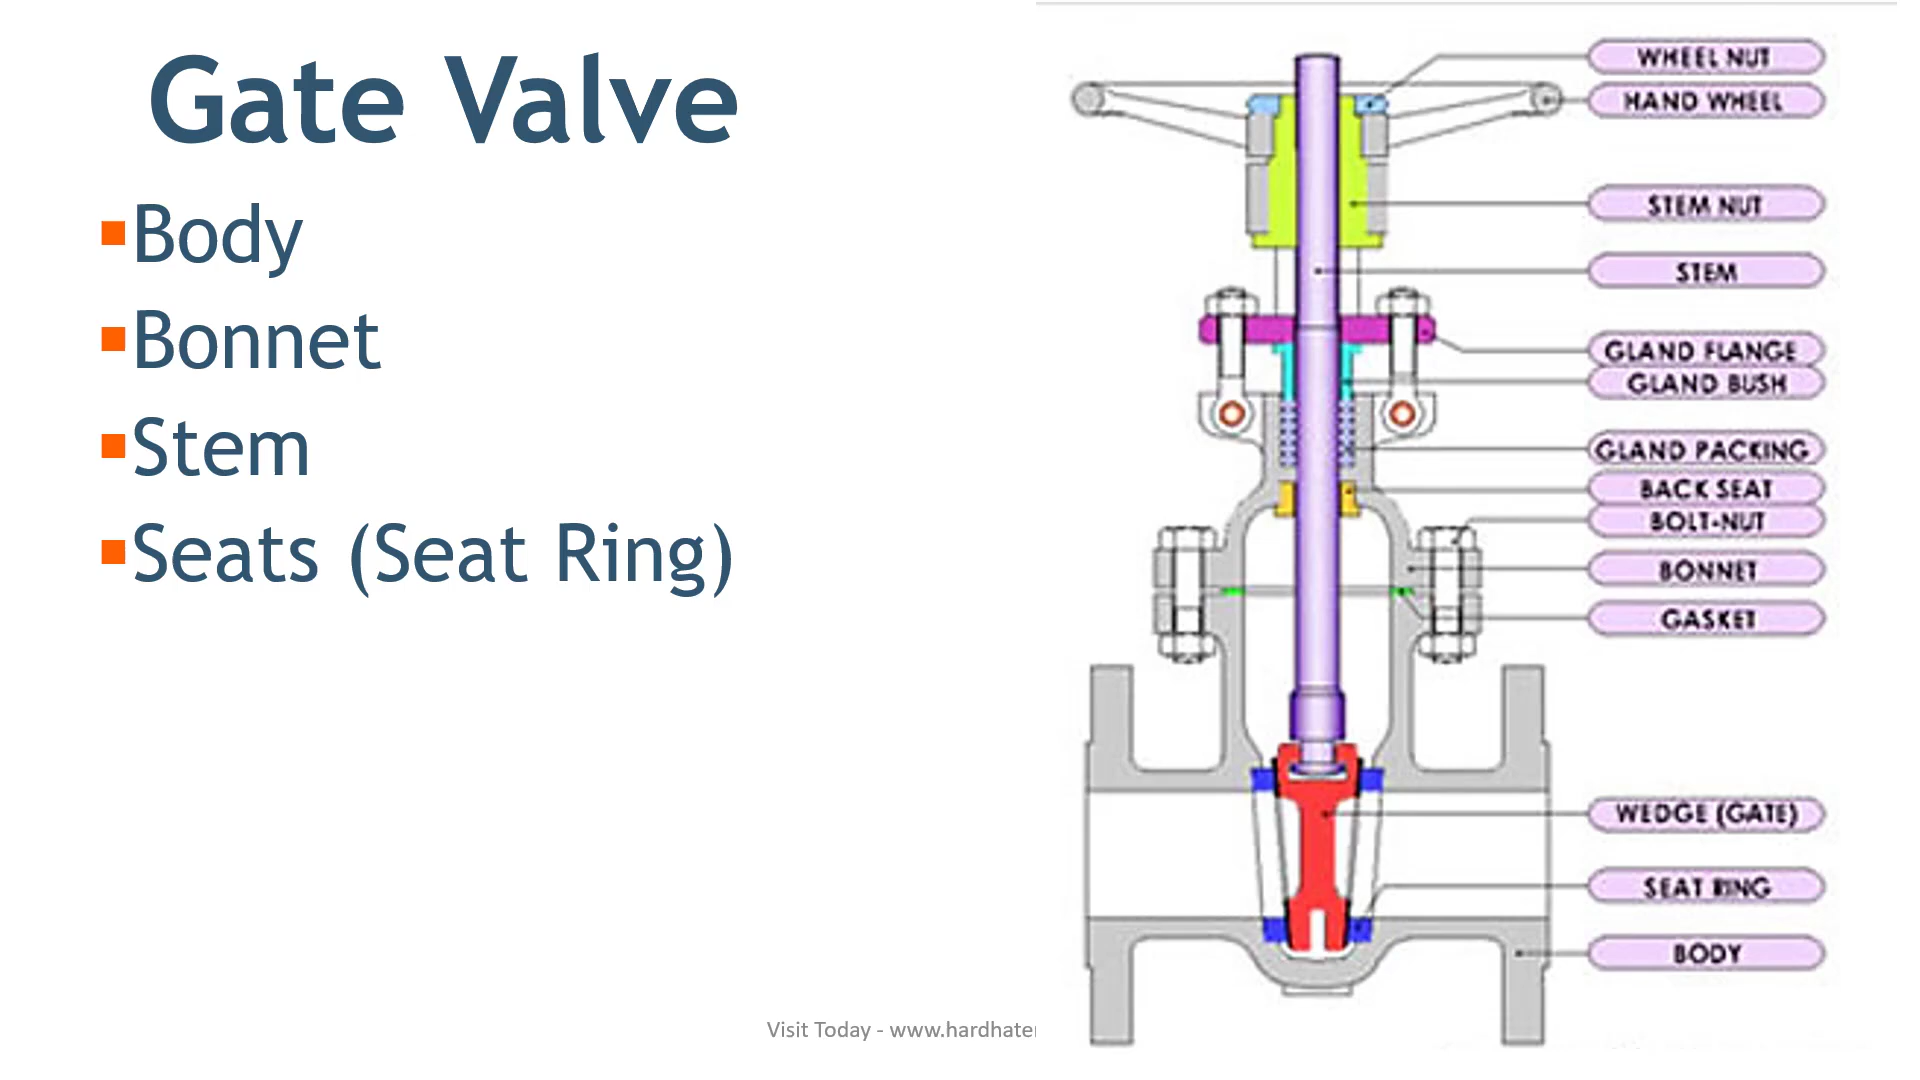 Gate Valve
▪Body
▪Bonnet
▪Stem
▪Seats (Seat Ring)
WHEEL NUT
HAND WHEEL
STEM NUT
STEM
GLAND FLANGE
GLAND BUSH
GLAND PACKING
BACK SEAT
BOLT-NUT
BONNET
GASKET
WEDGE (GATE)
SEAT RING
BODY
Visit Today - www.hardhater